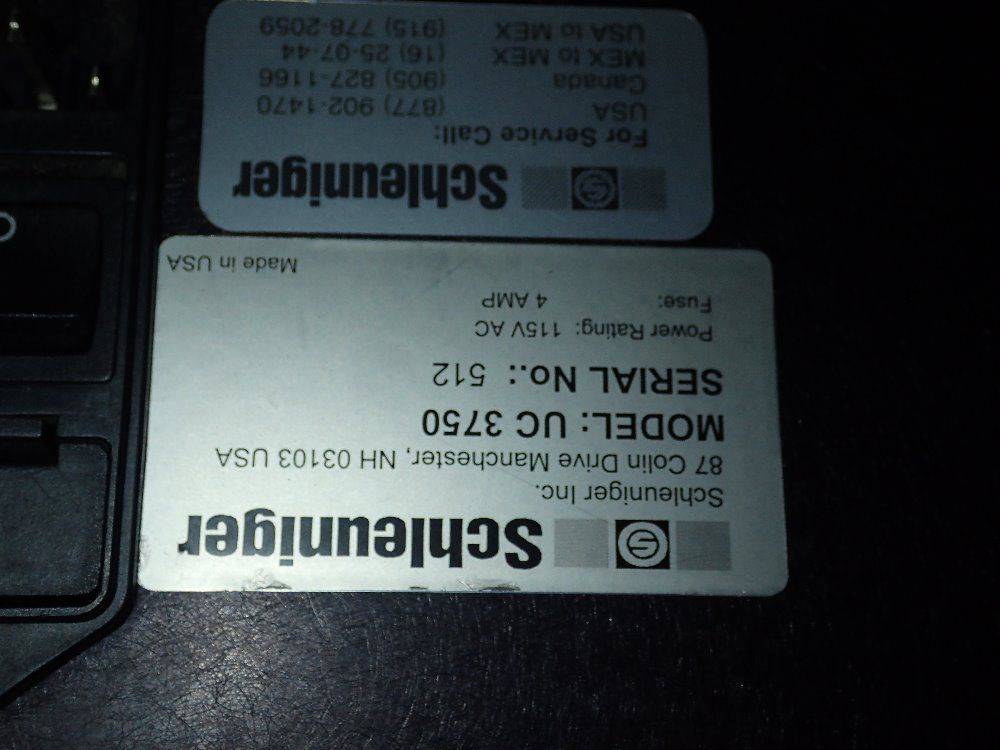 Schleuniger
Schleuniger Inc.
87 Colin Drive Manchester, NH 03103 USA
MODEL: UC 3750
SERIAL No.: 512
Power Rating: 115V AC
Fuse: 4 AMP
Made in USA
Schleuniger
For Service Call:
USA (877) 902-1470
Canada (905) 827-1166
MEX to MEX (16) 25-07-44
USA to MEX (915) 778-2059